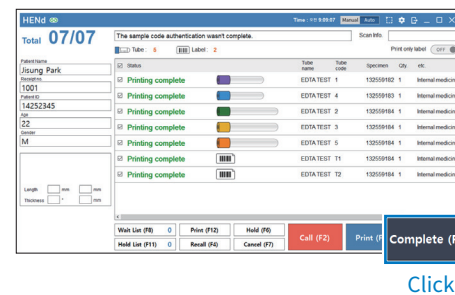 HENd
Time : 9:09:07 Manual Auto
Total 07/07
The sample code authentication wasn't complete.
Scan Info.
Tube : 5 Label : 2
Print only label OFF
Patient Name
Jisung Park
Receipt no.
1001
Patient ID
14252345
Age
22
Gender
M
Length mm mm
Thickness mm
Status Tube name Tube code Specimen Qty. etc.
Printing complete EDTA TEST 1 132559182 1 Internal medicin
Printing complete EDTA TEST 4 132559183 1 Internal medicin
Printing complete EDTA TEST 2 132559184 1 Internal medicin
Printing complete EDTA TEST 3 132559184 1 Internal medicin
Printing complete EDTA TEST 5 132559184 1 Internal medicin
Printing complete EDTA TEST T1 132559184 1 Internal medicin
Printing complete EDTA TEST T2 132559184 1 Internal medicin
Wait List (F8) 0 Print (F12) Hold (F6)
Hold List (F11) 0 Recall (F4) Cancel (F7)
Call (F2)
Print (F
Complete (F
Click